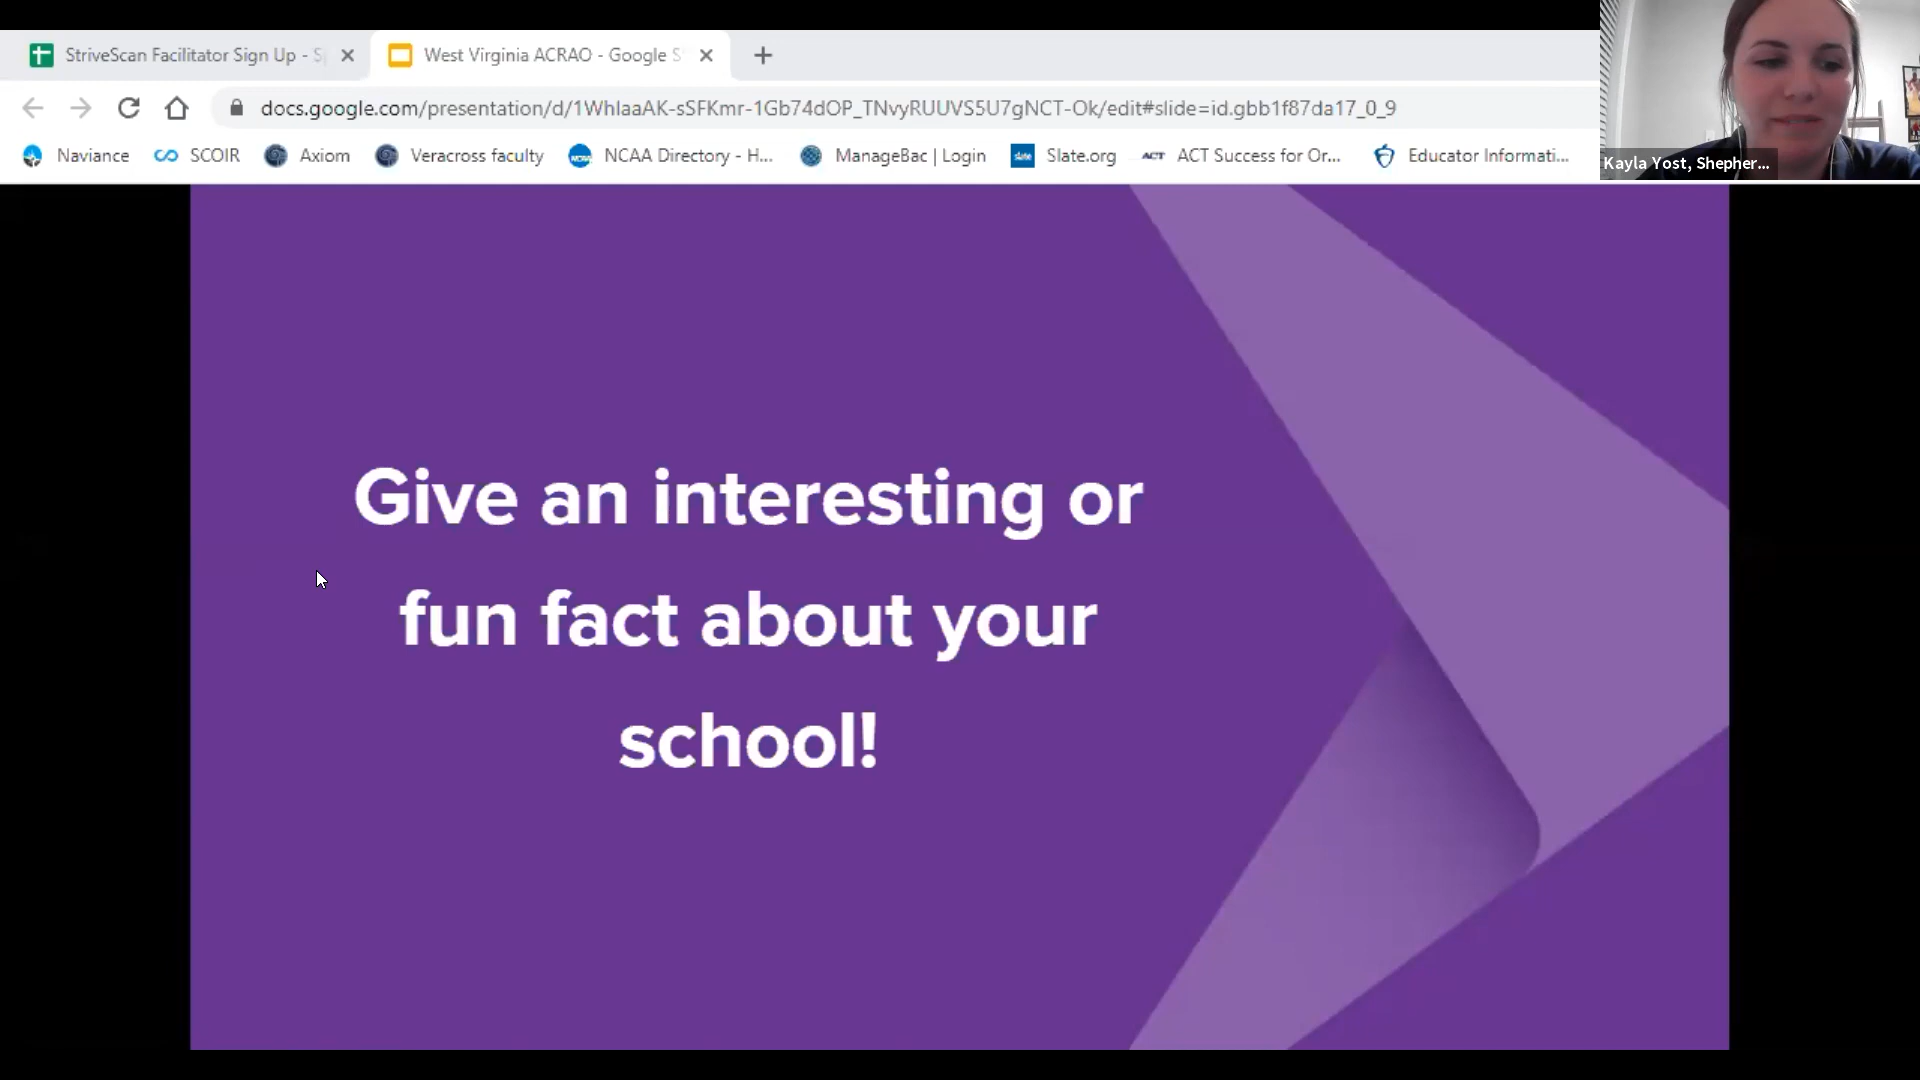 StriveScan Facilitator Sign Up - S
West Virginia ACRAO - Google S
docs.google.com/presentation/d/1WhlaaAK-sSFKmr-1Gb74dOP_TNvyRUUVS5U7gNCT-Ok/edit#slide=id.gbb1f87da17_0_9
Naviance SCOIR Axiom Veracross faculty NCAA Directory - H... ManageBac | Login slate Slate.org ACT ACT Success for Or... Educator Informati...
Kayla Yost, Shepher...
Give an interesting or
fun fact about your
school!